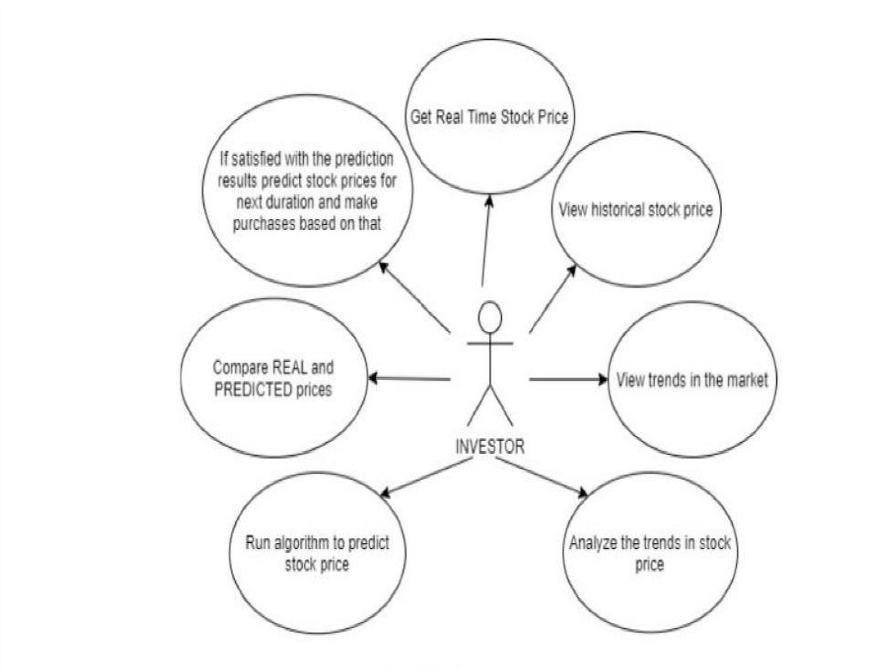 Get Real Time Stock Price
If satisfied with the prediction
results predict stock prices for
next duration and make
purchases based on that
View historical stock price
Compare REAL and
PREDICTED prices
View trends in the market
INVESTOR
Run algorithm to predict
stock price
Analyze the trends in stock
price